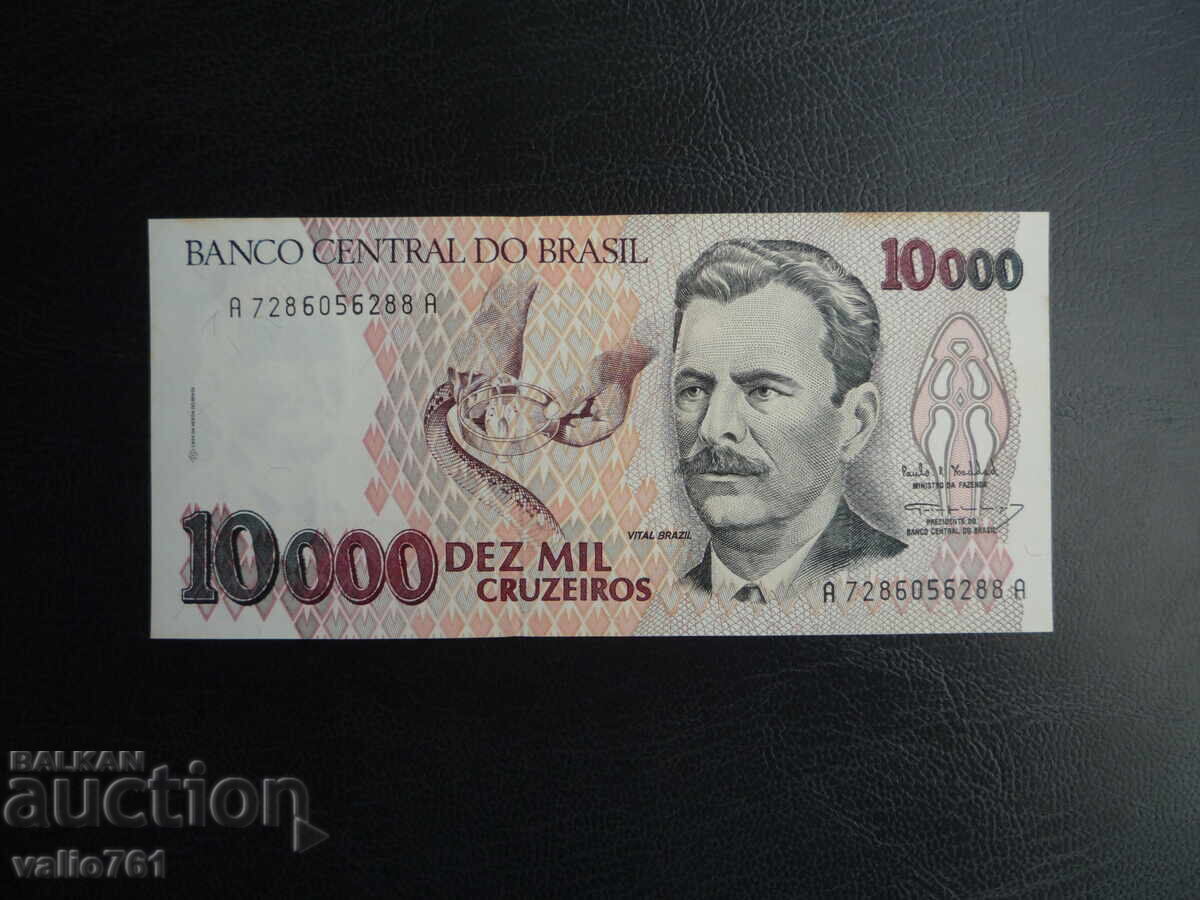 BANCO CENTRAL DO BRASIL
10000
A 7286056288 A
MINISTRO DA FAZENDA
PRESIDENTE DO
BANCO CENTRAL DO BRASIL
VITAL BRAZIL
10000
DEZ MIL
CRUZEIROS
A 7286056288 A
BALKAN
auction
valio761